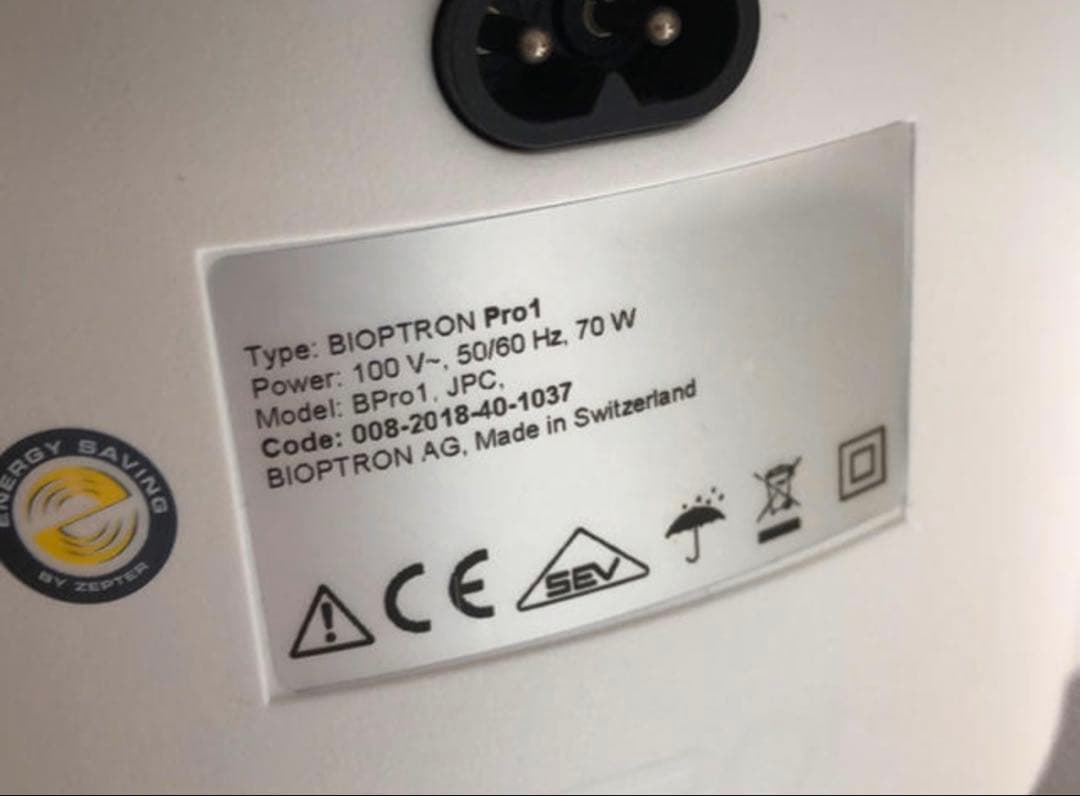 Type: BIOPTRON Pro1
Power: 100 V~, 50/60 Hz, 70 W
Model: BPro1, JPC,
Code: 008-2018-40-1037
BIOPTRON AG, Made in Switzerland
CE
SEV
ENERGY SAVING
BY ZEPTER